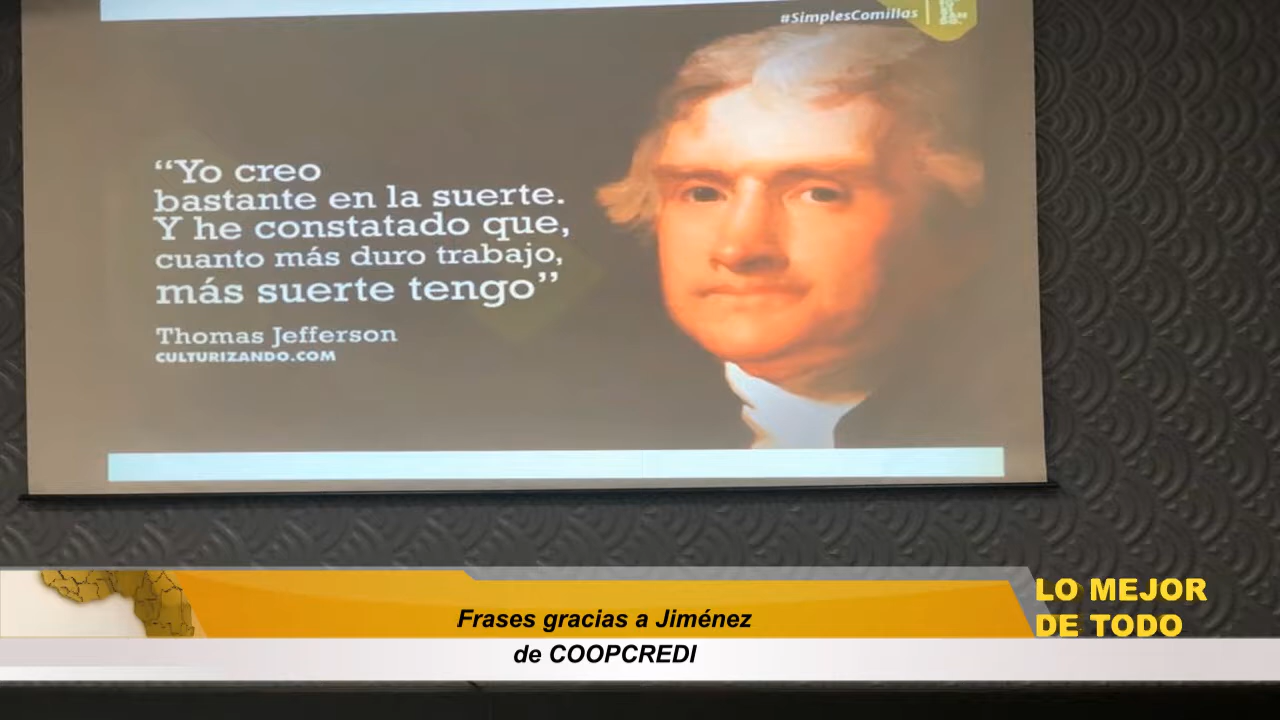 #SimplesComillas
“Yo creo
bastante en la suerte.
Y he constatado que,
cuanto más duro trabajo,
más suerte tengo”
Thomas Jefferson
CULTURIZANDO.COM
Frases gracias a Jiménez
de COOPCREDI
LO MEJOR
DE TODO